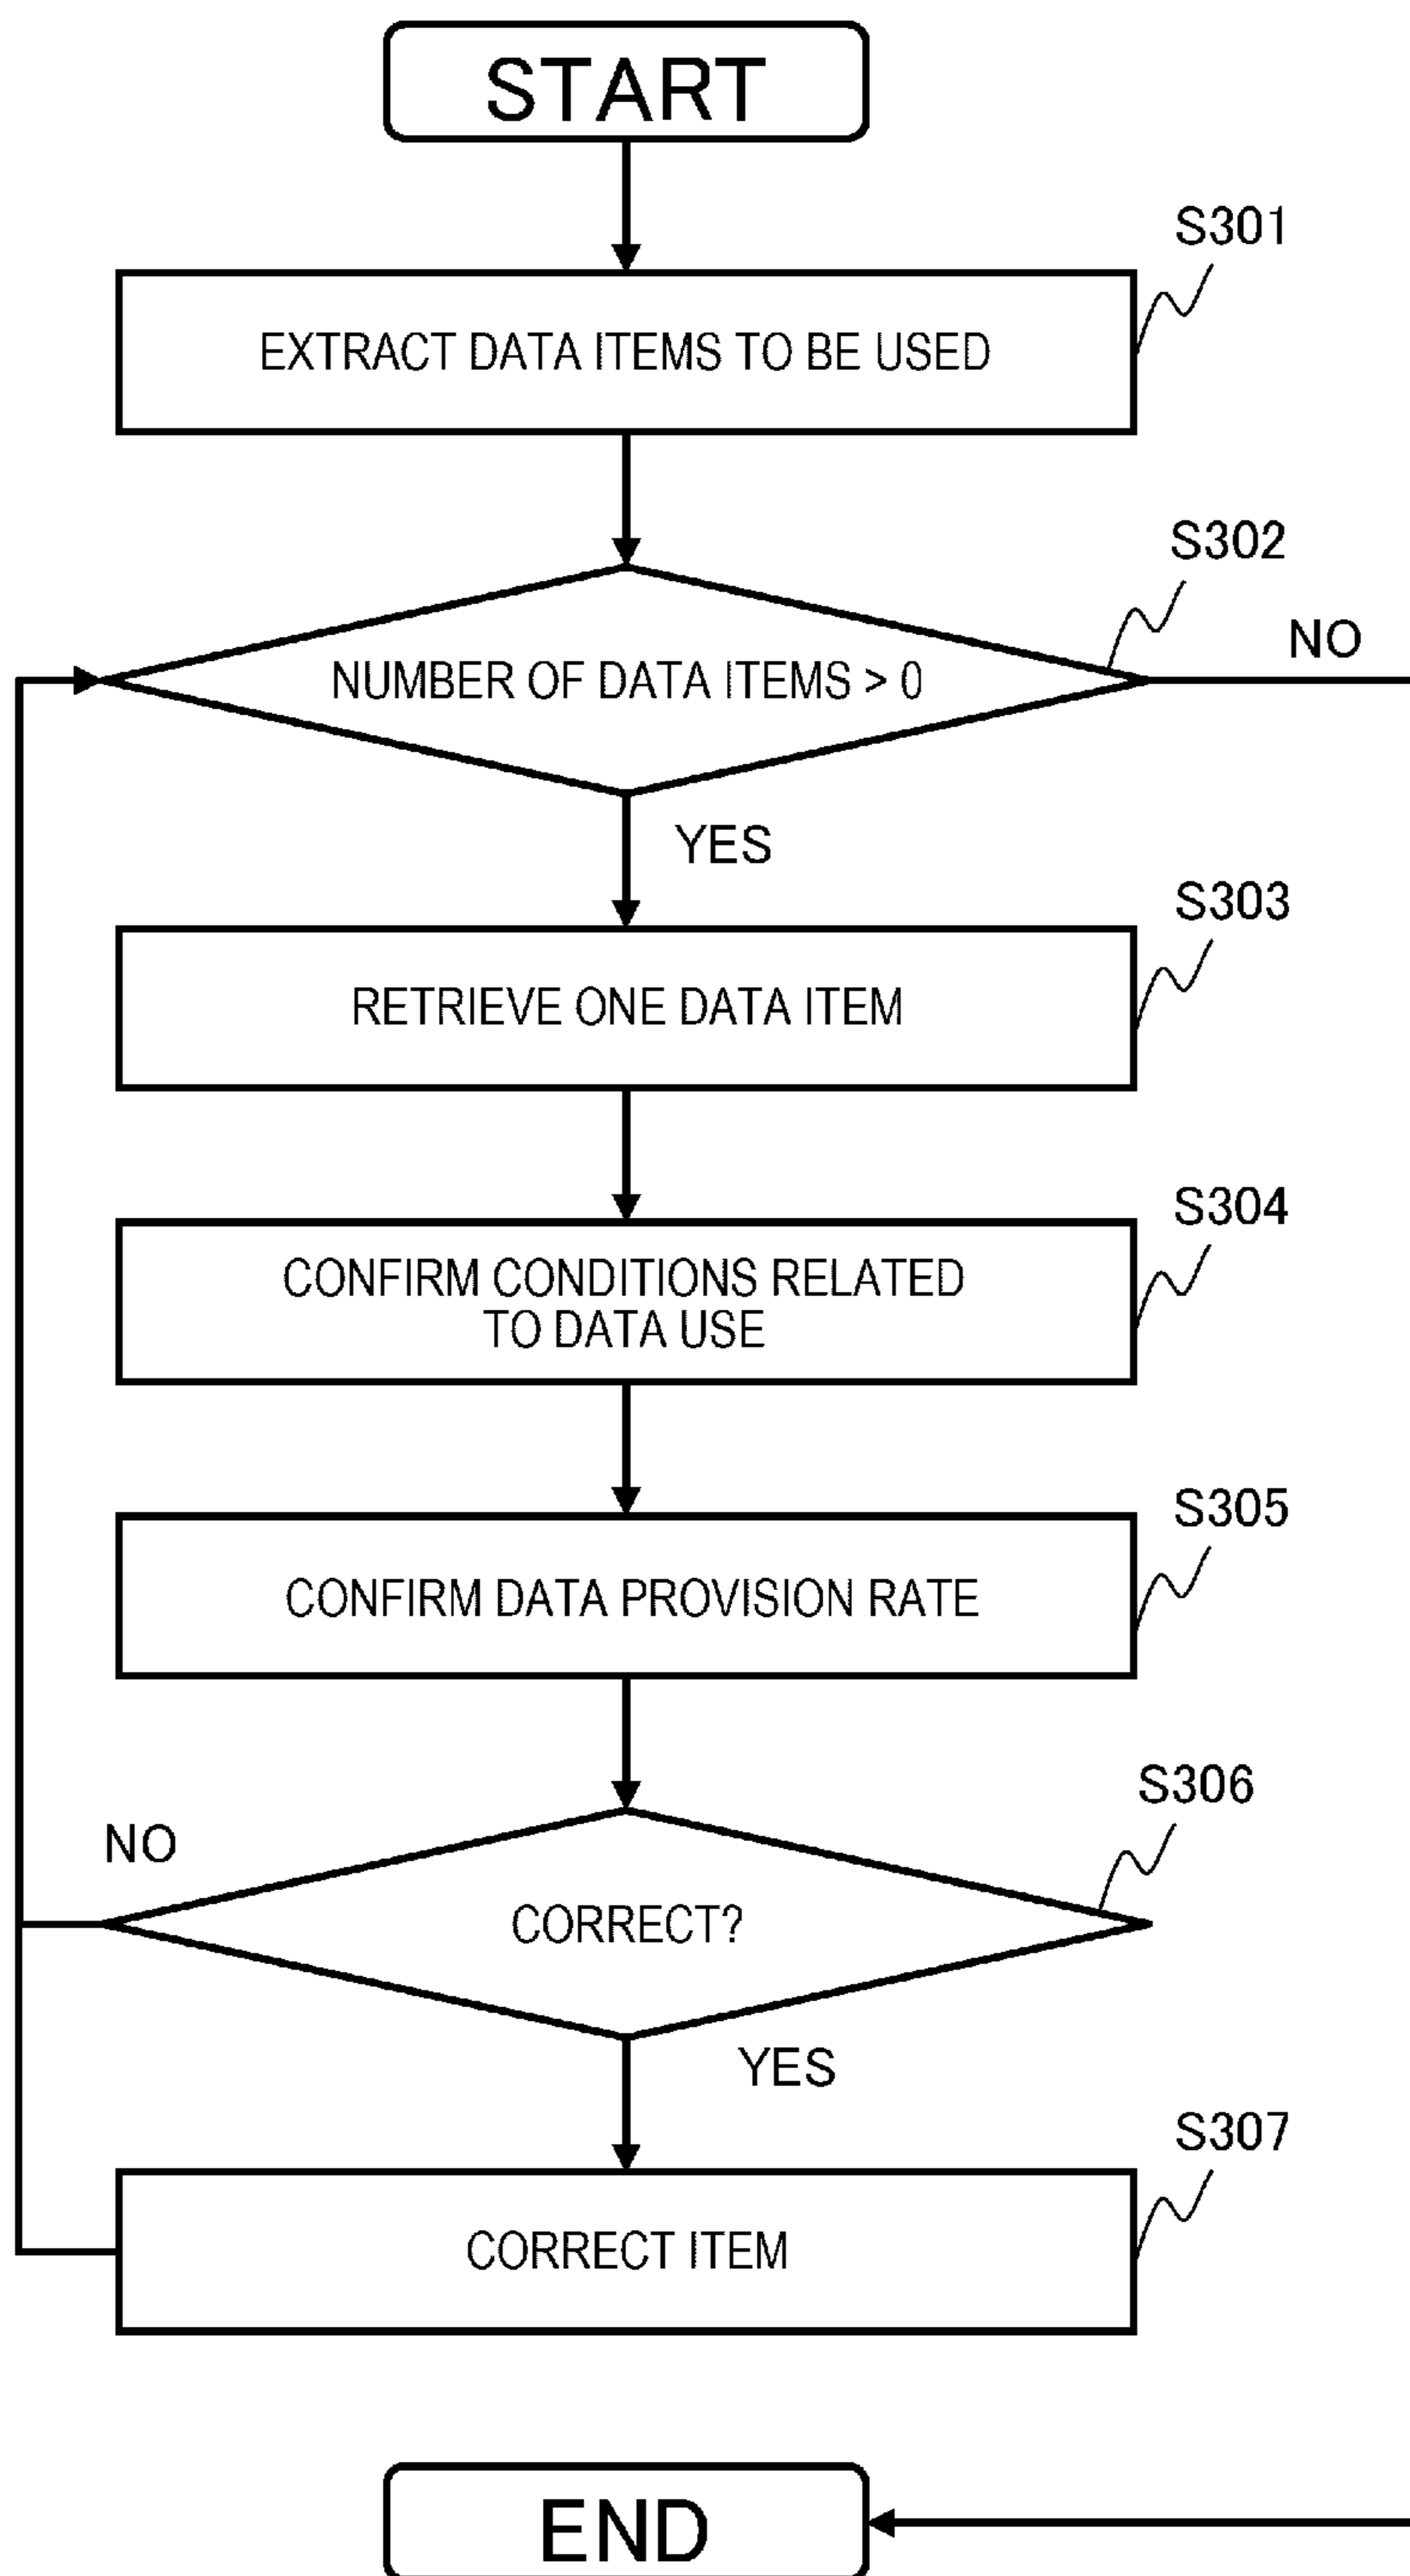 START
S301
EXTRACT DATA ITEMS TO BE USED
S302
NO
NUMBER OF DATA ITEMS > 0
YES
S303
RETRIEVE ONE DATA ITEM
S304
CONFIRM CONDITIONS RELATED
TO DATA USE
S305
CONFIRM DATA PROVISION RATE
S306
NO
CORRECT?
YES
S307
CORRECT ITEM
END